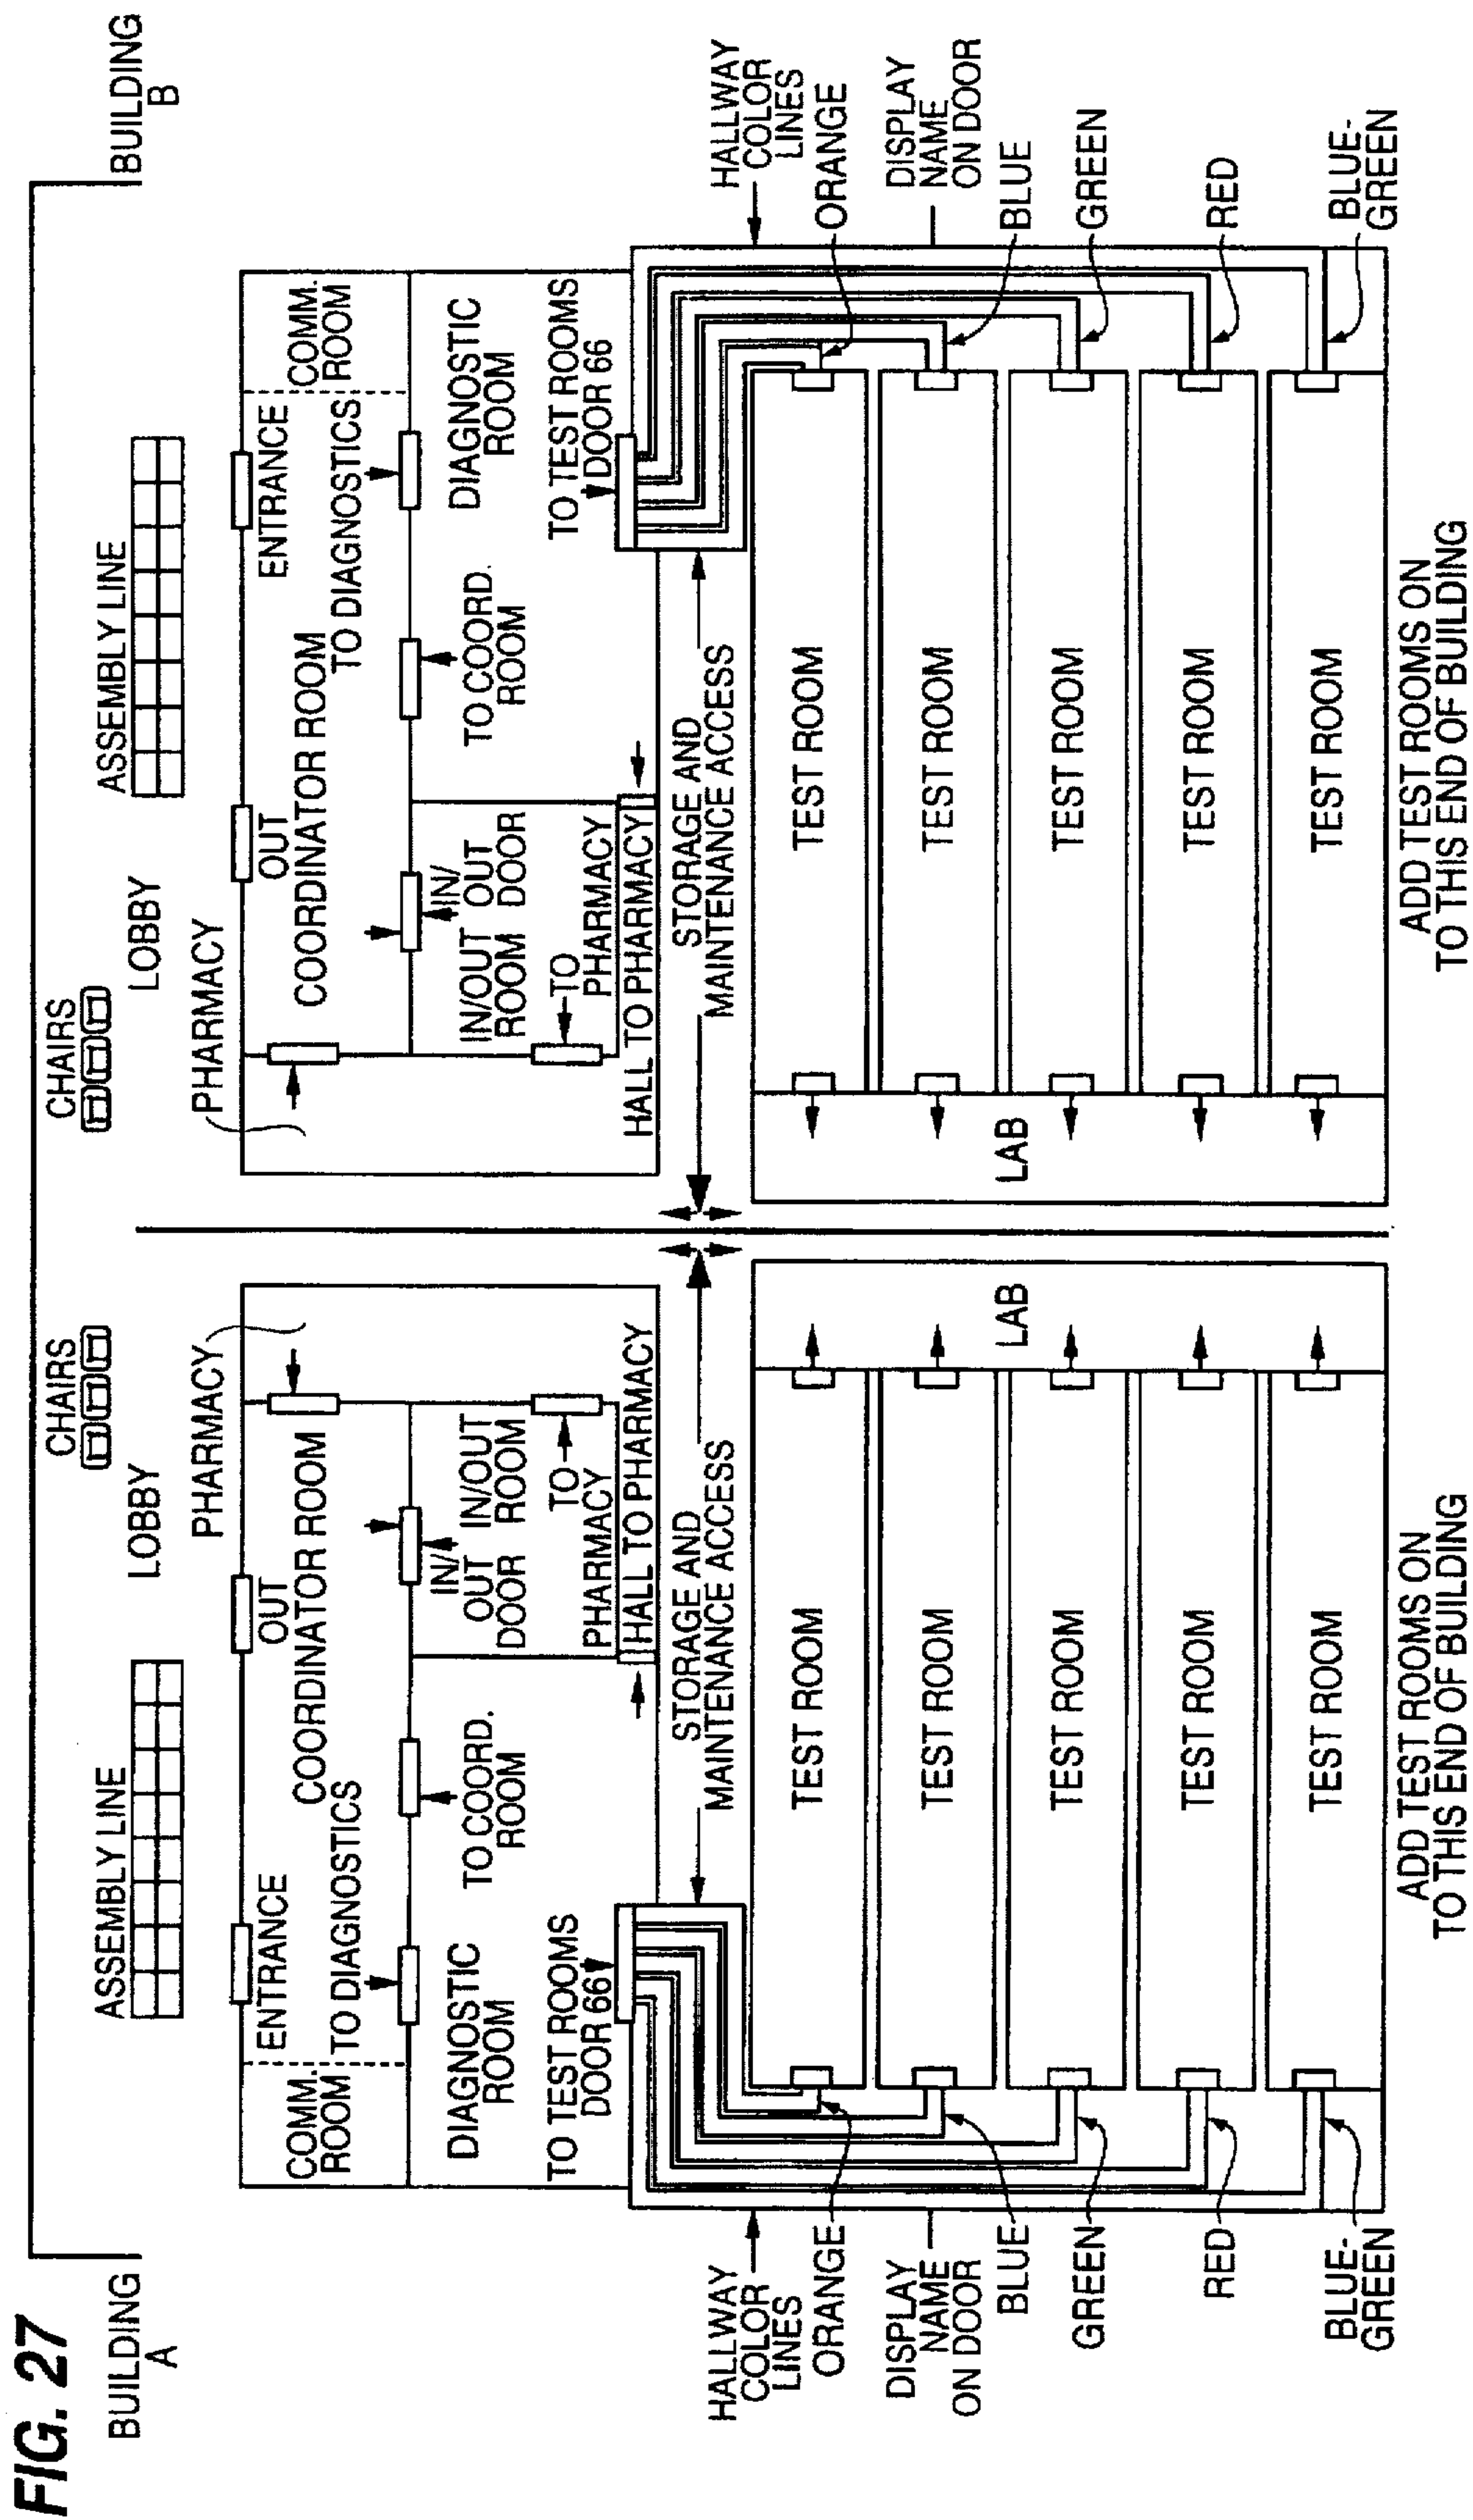 FIG. 27
BUILDING
A
ASSEMBLY LINE
LOBBY
CHAIRS
PHARMACY
ENTRANCE
OUT
COMM.
ROOM
COORDINATOR ROOM
TO DIAGNOSTICS
DIAGNOSTIC
ROOM
TO COORD.
ROOM
IN/
OUT
DOOR
IN/OUT
ROOM
TO
PHARMACY
TO TEST ROOMS
DOOR 66
HALL TO PHARMACY
STORAGE AND
MAINTENANCE ACCESS
HALLWAY
COLOR
LINES
ORANGE
DISPLAY
NAME
ON DOOR
BLUE
GREEN
RED
BLUE-
GREEN
TEST ROOM
TEST ROOM
TEST ROOM
TEST ROOM
TEST ROOM
LAB
ADD TEST ROOMS ON
TO THIS END OF BUILDING
BUILDING
B
CHAIRS
LOBBY
ASSEMBLY LINE
PHARMACY
OUT
ENTRANCE
COORDINATOR ROOM
COMM.
ROOM
TO DIAGNOSTICS
IN/
OUT
DOOR
IN/OUT
ROOM
TO
PHARMACY
TO COORD.
ROOM
DIAGNOSTIC
ROOM
TO TEST ROOMS
DOOR 66
HALL TO PHARMACY
STORAGE AND
MAINTENANCE ACCESS
HALLWAY
COLOR
LINES
ORANGE
DISPLAY
NAME
ON DOOR
BLUE
GREEN
RED
BLUE-
GREEN
LAB
TEST ROOM
TEST ROOM
TEST ROOM
TEST ROOM
TEST ROOM
ADD TEST ROOMS ON
TO THIS END OF BUILDING